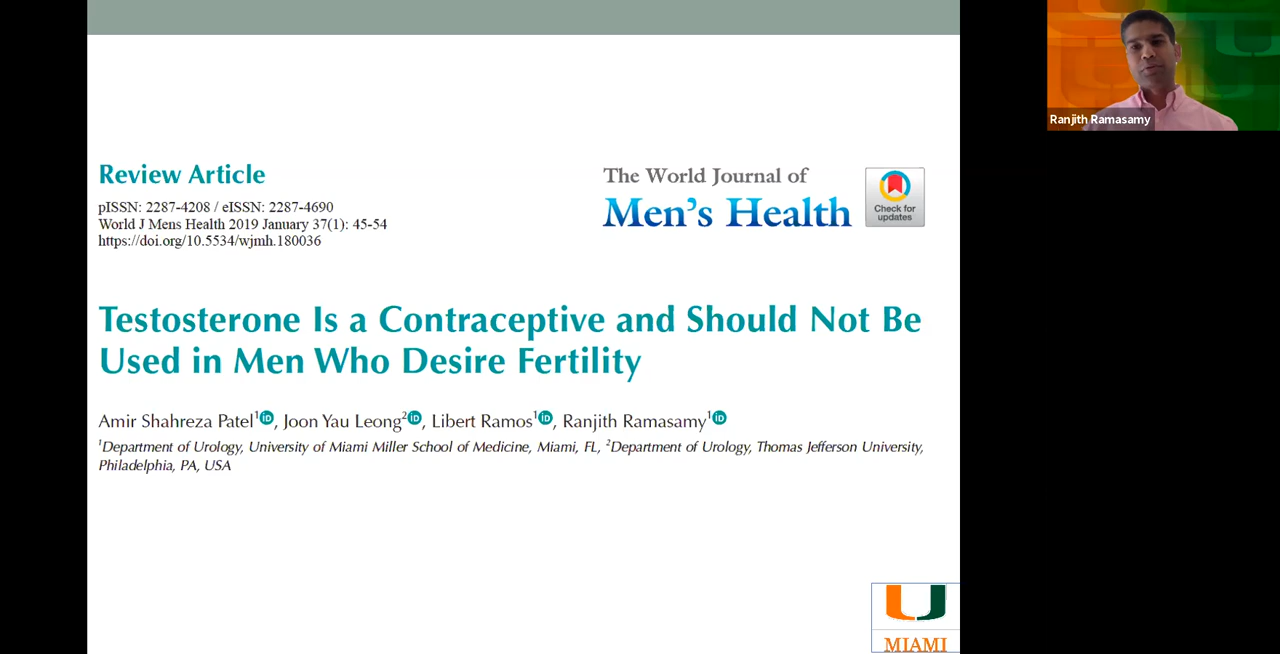 Review Article
pISSN: 2287-4208 / eISSN: 2287-4690
World J Mens Health 2019 January 37(1): 45-54
https://doi.org/10.5534/wjmh.180036
The World Journal of
Men's Health
Check for
updates
Testosterone Is a Contraceptive and Should Not Be
Used in Men Who Desire Fertility
Amir Shahreza Patel1iD, Joon Yau Leong2iD, Libert Ramos1iD, Ranjith Ramasamy1iD
1Department of Urology, University of Miami Miller School of Medicine, Miami, FL, 2Department of Urology, Thomas Jefferson University,
Philadelphia, PA, USA
U
MIAMI
Ranjith Ramasamy